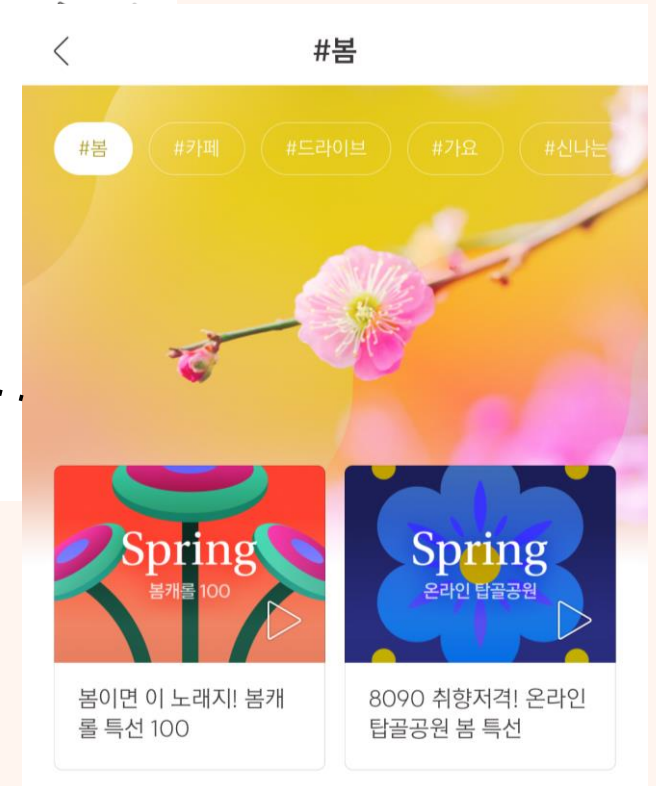 #봄
#봄 #카페 #드라이브 #가요 #신나는
Spring
봄캐롤 100
Spring
온라인 탑골공원
봄이면 이 노래지! 봄캐
롤 특선 100
8090 취향저격! 온라인
탑골공원 봄 특선